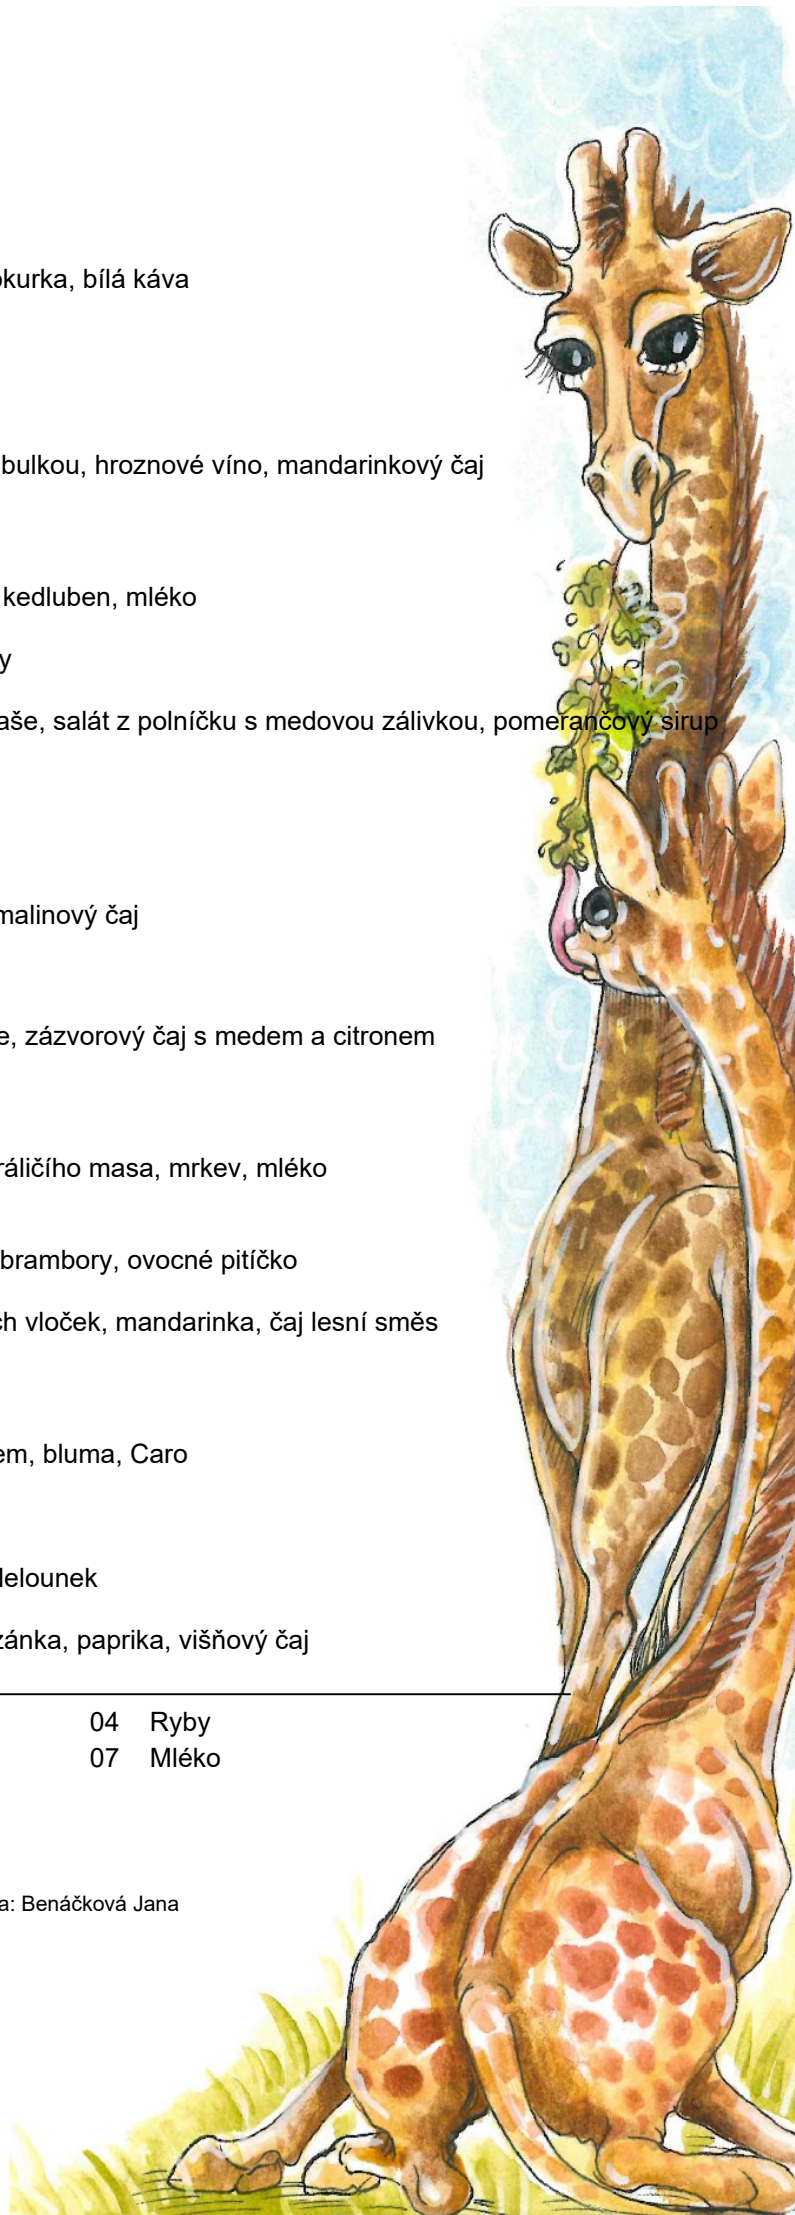 okurka, bílá káva
bulkou, hroznové víno, mandarinkový čaj
kedluben, mléko
y
aše, salát z polníčku s medovou zálivkou, pomerančový sirup
malinový čaj
e, zázvorový čaj s medem a citronem
ráličího masa, mrkev, mléko
brambory, ovocné pitíčko
ch vloček, mandarinka, čaj lesní směs
em, bluma, Caro
lelounek
zánka, paprika, višňový čaj
04 Ryby
07 Mléko
a: Benáčková Jana